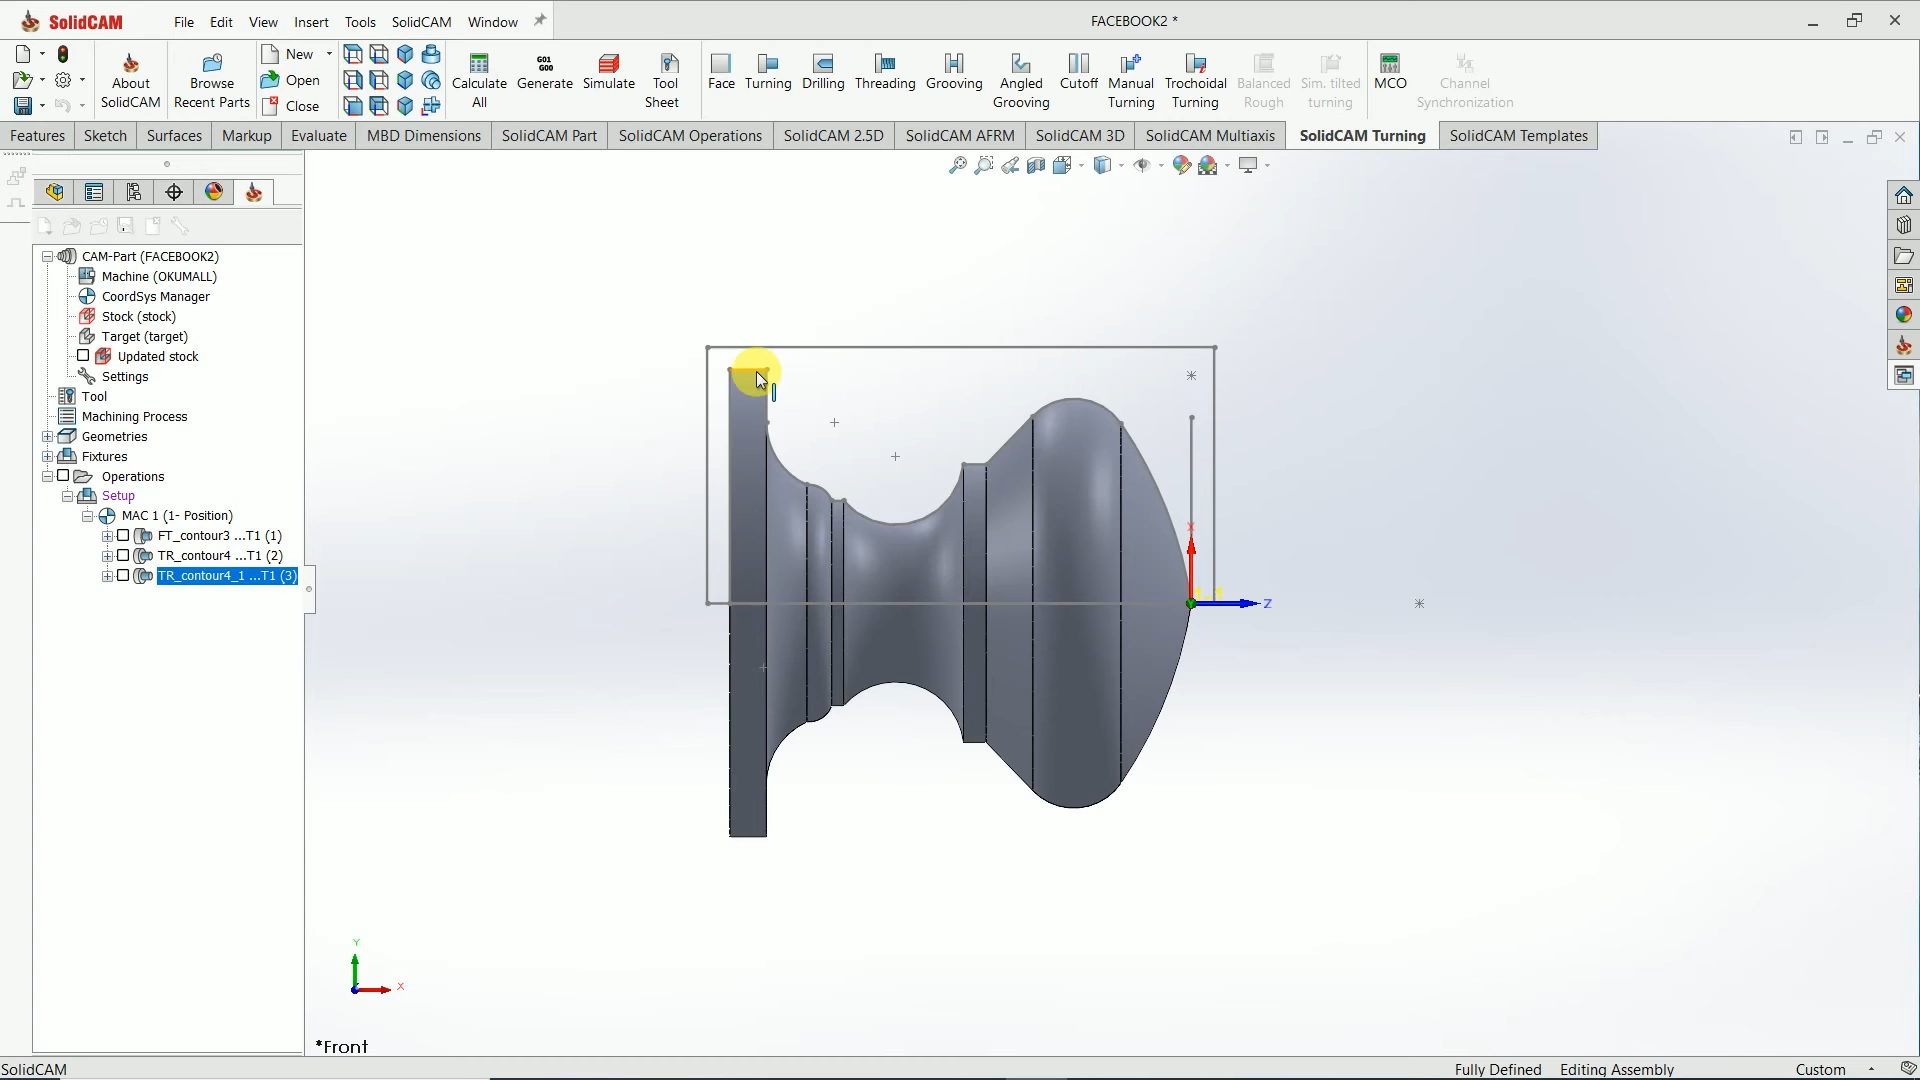 SolidCAM File Edit View Insert Tools SolidCAM Window FACEBOOK2 *
About SolidCAM
Browse Recent Parts
New
Open
Close
Calculate All
G01 G00
Generate
Simulate
Tool Sheet
Face
Turning
Drilling
Threading
Grooving
Angled Grooving
Cutoff
Manual Turning
Trochoidal Turning
Balanced Rough
Sim. tilted turning
MCO
Channel Synchronization
Features Sketch Surfaces Markup Evaluate MBD Dimensions SolidCAM Part SolidCAM Operations SolidCAM 2.5D SolidCAM AFRM SolidCAM 3D SolidCAM Multiaxis SolidCAM Turning SolidCAM Templates
CAM-Part (FACEBOOK2)
Machine (OKUMALL)
CoordSys Manager
Stock (stock)
Target (target)
Updated stock
Settings
Tool
Machining Process
Geometries
Fixtures
Operations
Setup
MAC 1 (1- Position)
FT_contour3 ...T1 (1)
TR_contour4 ...T1 (2)
TR_contour4_1 ...T1 (3)
X
1-1
Z
Y
X
*Front
SolidCAM Fully Defined Editing Assembly Custom